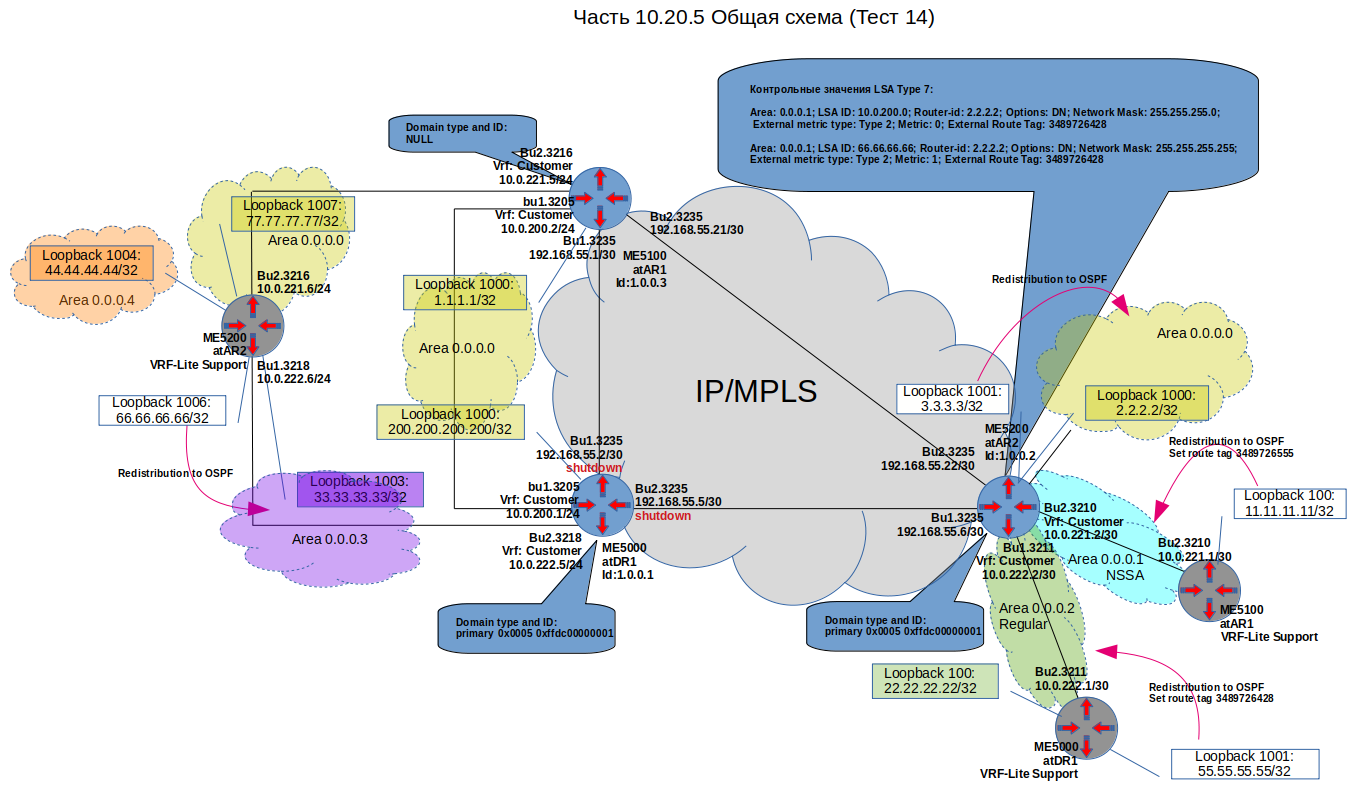 Часть 10.20.5 Общая схема (Тест 14)
Контрольные значения LSA Type 7:
Area: 0.0.0.1; LSA ID: 10.0.200.0; Router-id: 2.2.2.2; Options: DN; Network Mask: 255.255.255.0;
External metric type: Type 2; Metric: 0; External Route Tag: 3489726428
Area: 0.0.0.1; LSA ID: 66.66.66.66; Router-id: 2.2.2.2; Options: DN; Network Mask: 255.255.255.255;
External metric type: Type 2; Metric: 1; External Route Tag: 3489726428
Domain type and ID:
NULL
Bu2.3216
Vrf: Customer
10.0.221.5/24
bu1.3205
Vrf: Customer
10.0.200.2/24
Bu1.3235
192.168.55.1/30
Bu2.3235
192.168.55.21/30
ME5100
atAR1
Id:1.0.0.3
Loopback 1007:
77.77.77.77/32
Area 0.0.0.0
Loopback 1004:
44.44.44.44/32
Area 0.0.0.4
Bu2.3216
10.0.221.6/24
ME5200
atAR2
VRF-Lite Support
Bu1.3218
10.0.222.6/24
Loopback 1006:
66.66.66.66/32
Redistribution to OSPF
Loopback 1003:
33.33.33.33/32
Area 0.0.0.3
Loopback 1000:
1.1.1.1/32
Area 0.0.0.0
Loopback 1000:
200.200.200.200/32
IP/MPLS
Bu1.3235
192.168.55.2/30
shutdown
bu1.3205
Vrf: Customer
10.0.200.1/24
Bu2.3235
192.168.55.5/30
shutdown
Bu2.3218
Vrf: Customer
10.0.222.5/24
ME5000
atDR1
Id:1.0.0.1
Domain type and ID:
primary 0x0005 0xffdc00000001
Redistribution to OSPF
Area 0.0.0.0
Loopback 1001:
3.3.3.3/32
Loopback 1000:
2.2.2.2/32
ME5200
atAR2
Id:1.0.0.2
Bu2.3235
192.168.55.22/30
Redistribution to OSPF
Set route tag 3489726555
Loopback 100:
11.11.11.11/32
Bu1.3235
192.168.55.6/30
Bu2.3210
Vrf: Customer
10.0.221.2/30
Bu2.3210
10.0.221.1/30
Area 0.0.0.1
NSSA
Bu1.3211
Vrf: Customer
10.0.222.2/30
ME5100
atAR1
VRF-Lite Support
Area 0.0.0.2
Regular
Domain type and ID:
primary 0x0005 0xffdc00000001
Loopback 100:
22.22.22.22/32
Bu2.3211
10.0.222.1/30
Redistribution to OSPF
Set route tag 3489726428
ME5000
atDR1
VRF-Lite Support
Loopback 1001:
55.55.55.55/32